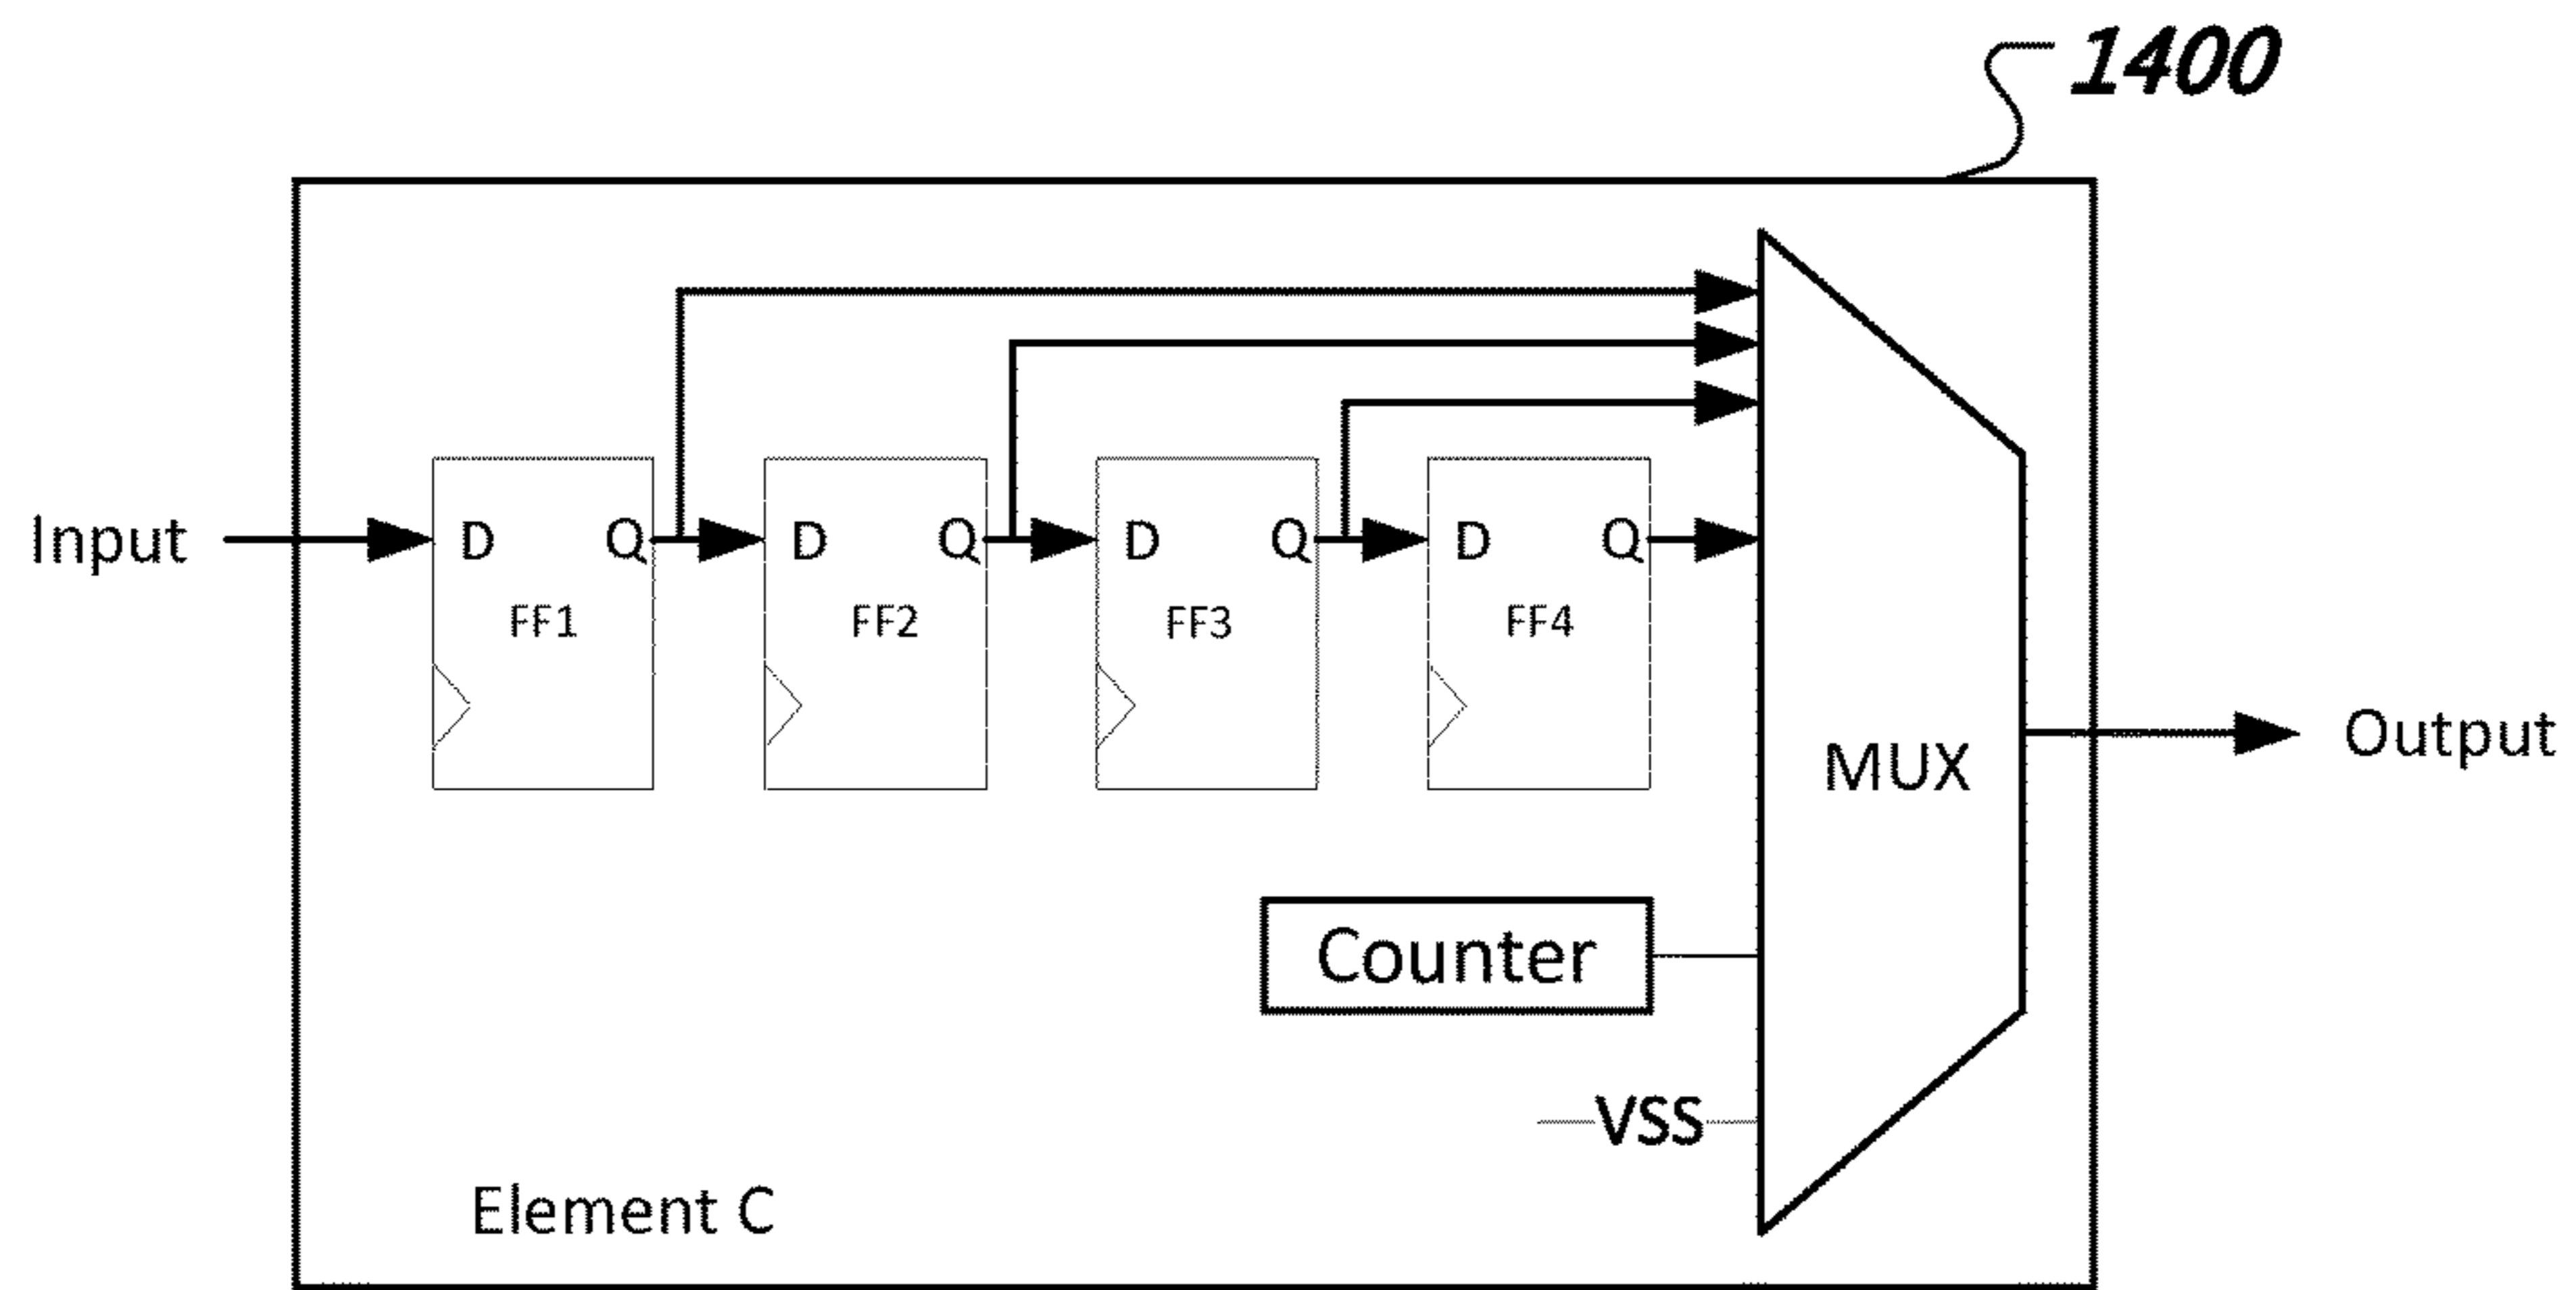 1400
Input
D Q
FF1
D Q
FF2
D Q
FF3
D Q
FF4
MUX
Output
Counter
VSS
Element C